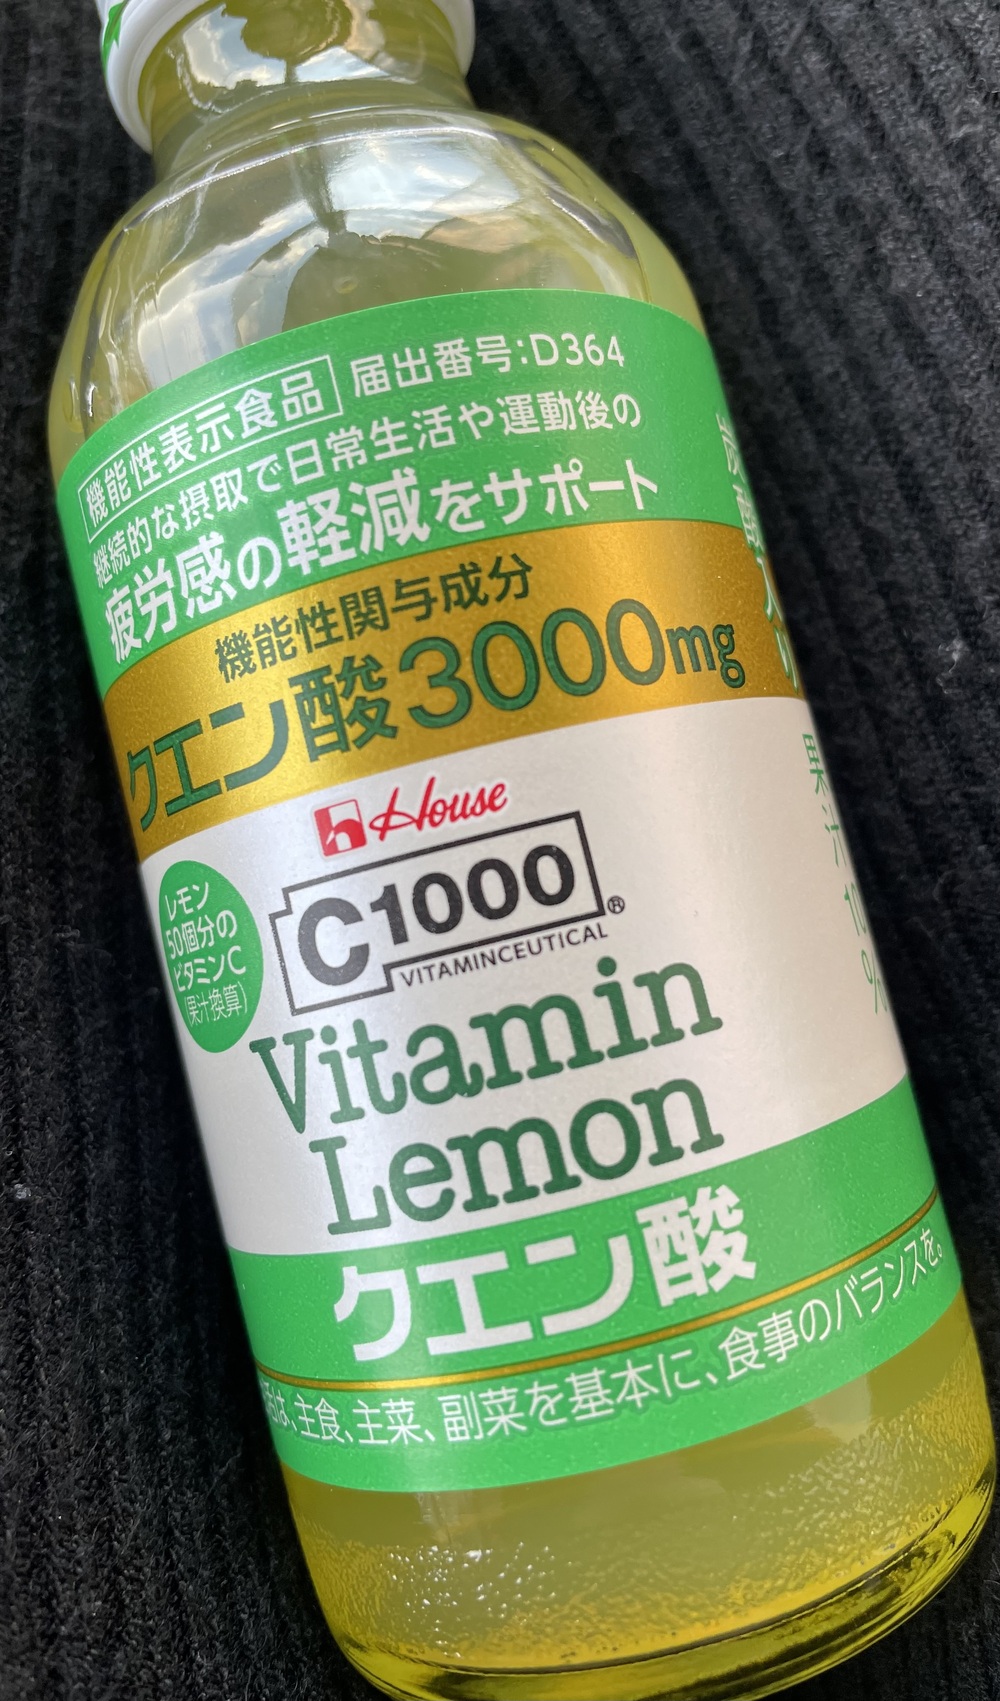 機能性表示食品 届出番号:D364
継続的な摂取で日常生活や運動後の
疲労感の軽減をサポート
機能性関与成分
クエン酸3000mg
House
C1000®
VITAMINCEUTICAL
レモン
50個分の
ビタミンC
(果汁換算)
Vitamin
Lemon
クエン酸
は、主食、主菜、副菜を基本に、食事のバランスを。
果汁10%